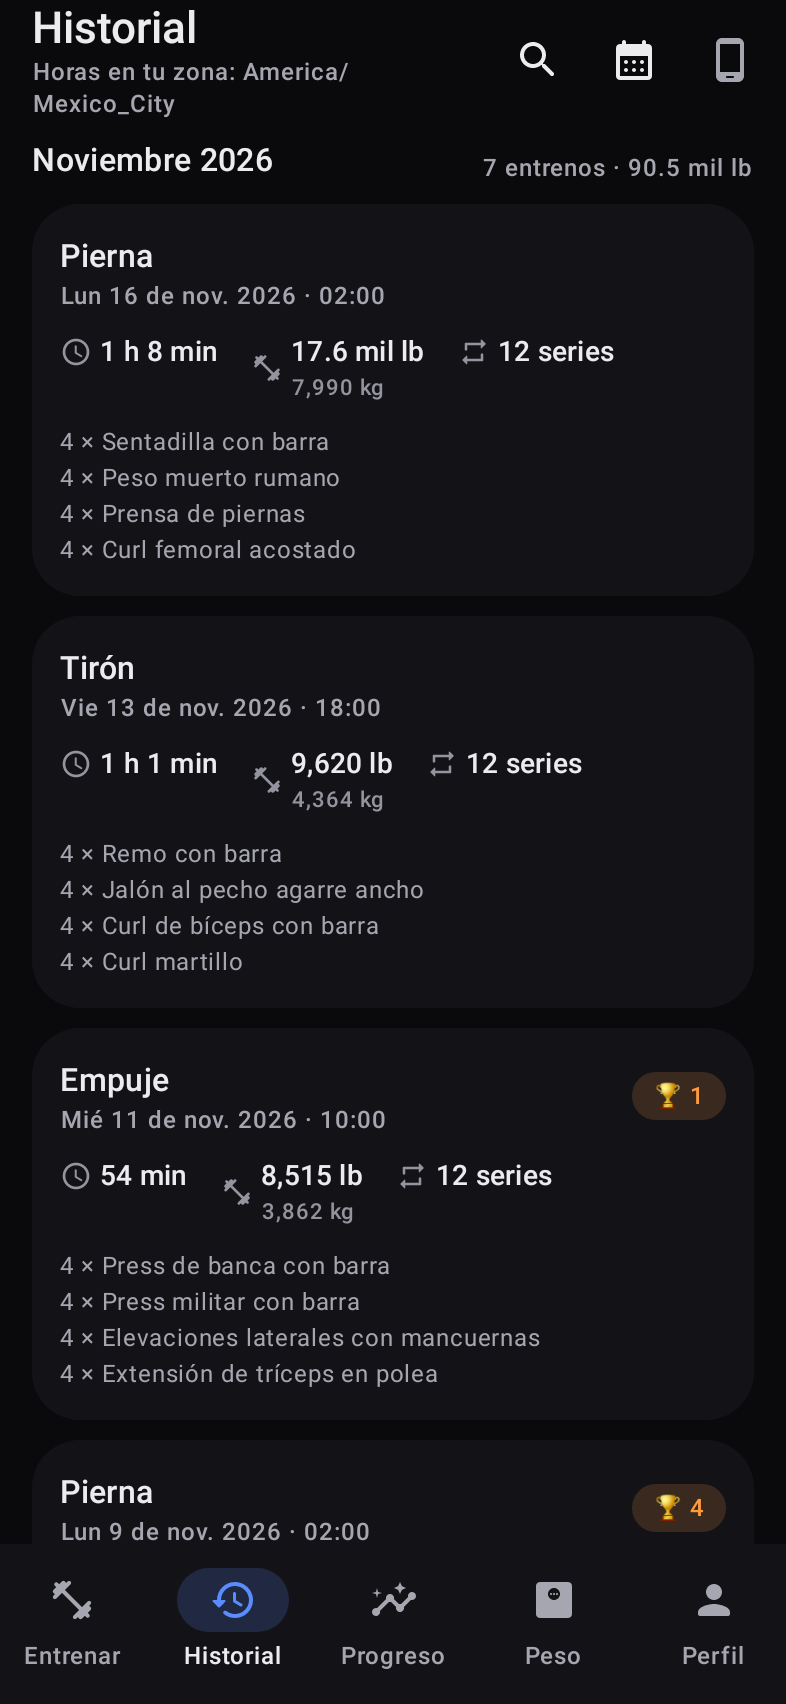 Historial
Horas en tu zona: America/
Mexico_City
Noviembre 2026
7 entrenos · 90.5 mil lb
Pierna
Lun 16 de nov. 2026 · 02:00
1 h 8 min
17.6 mil lb
12 series
7,990 kg
4 × Sentadilla con barra
4 × Peso muerto rumano
4 × Prensa de piernas
4 × Curl femoral acostado
Tirón
Vie 13 de nov. 2026 · 18:00
1 h 1 min
9,620 lb
12 series
4,364 kg
4 × Remo con barra
4 × Jalón al pecho agarre ancho
4 × Curl de bíceps con barra
4 × Curl martillo
Empuje
1
Mié 11 de nov. 2026 · 10:00
54 min
8,515 lb
12 series
3,862 kg
4 × Press de banca con barra
4 × Press militar con barra
4 × Elevaciones laterales con mancuernas
4 × Extensión de tríceps en polea
Pierna
4
Lun 9 de nov. 2026 · 02:00
Entrenar
Historial
Progreso
Peso
Perfil